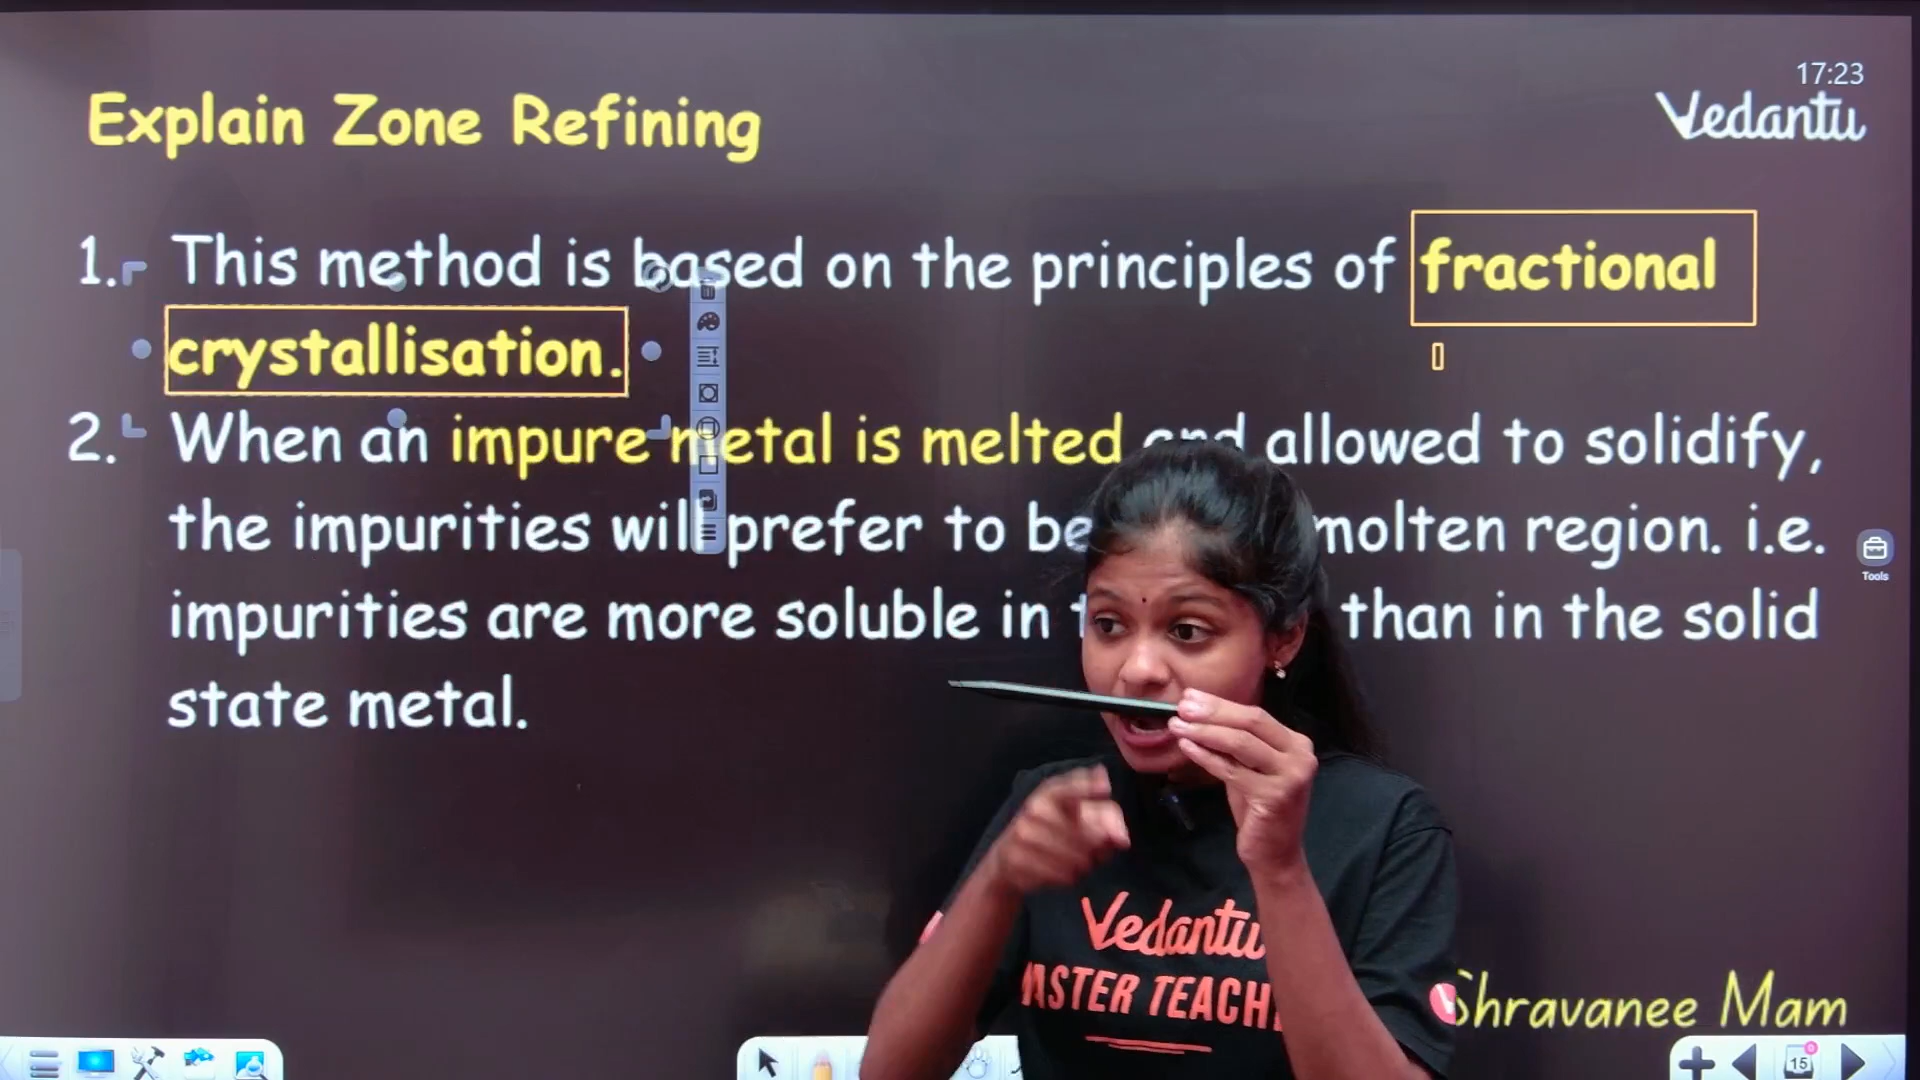 17:23
Vedantu
Explain Zone Refining
1. This method is based on the principles of fractional
crystallisation.
2. When an impure metal is melted and allowed to solidify,
the impurities will prefer to be molten region. i.e.
impurities are more soluble in than in the solid
state metal.
Tools
Vedantu
ASTER TEACH
Shravanee Mam
15